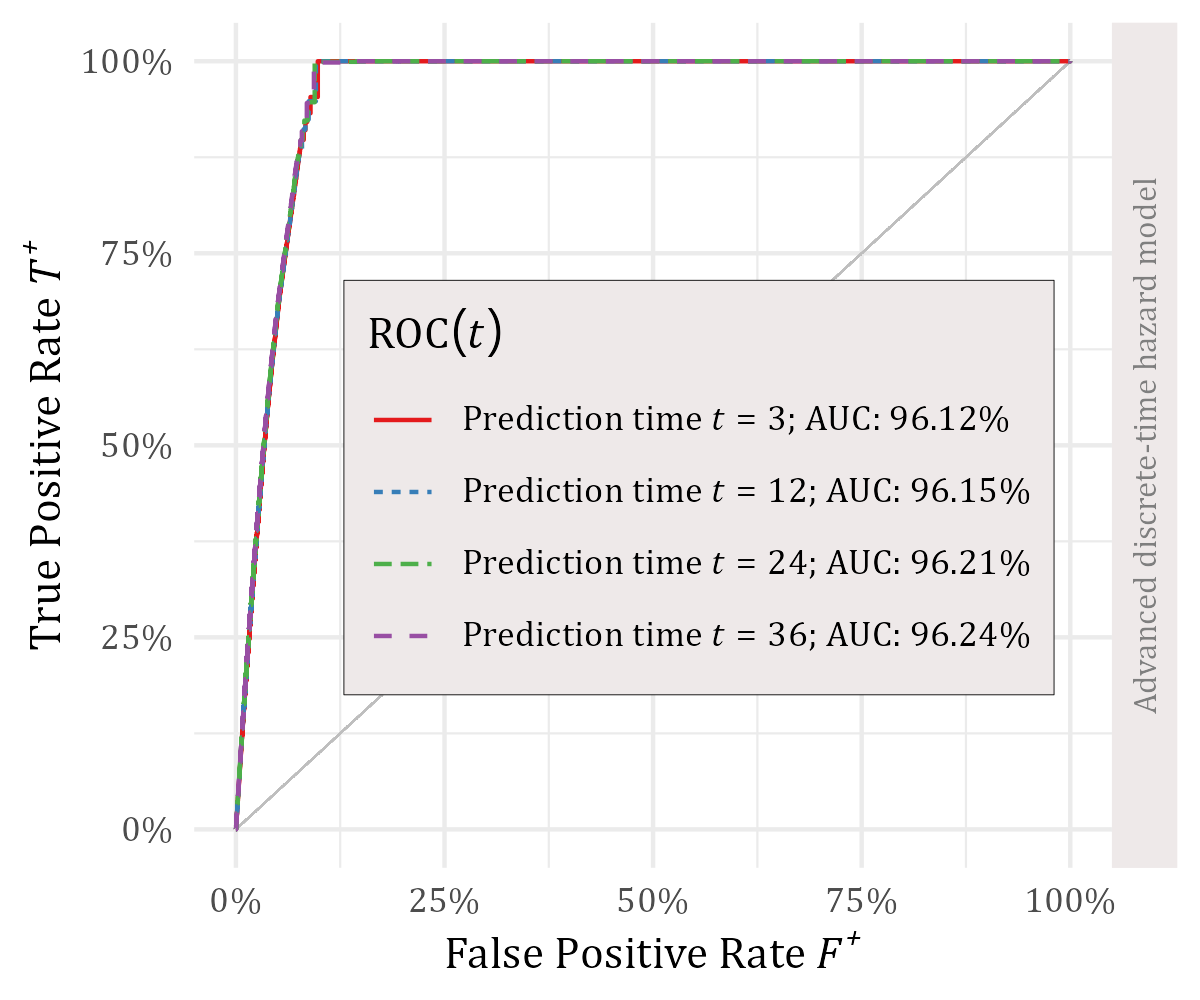 100%
75%
50%
25%
0%
True Positive Rate T⁺
ROC(t)
Prediction time t = 3; AUC: 96.12%
Prediction time t = 12; AUC: 96.15%
Prediction time t = 24; AUC: 96.21%
Prediction time t = 36; AUC: 96.24%
Advanced discrete-time hazard model
0% 25% 50% 75% 100%
False Positive Rate F⁺